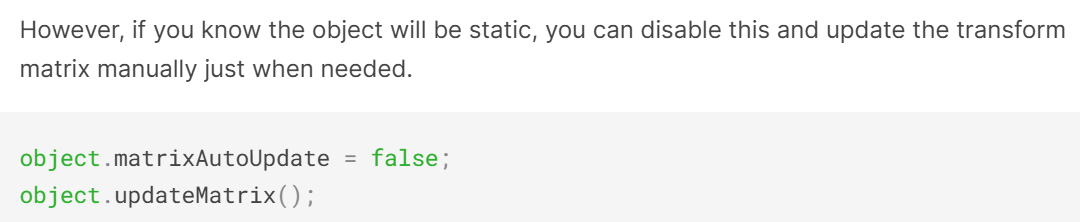 However, if you know the object will be static, you can disable this and update the transform
matrix manually just when needed.
object.matrixAutoUpdate = false;
object.updateMatrix();